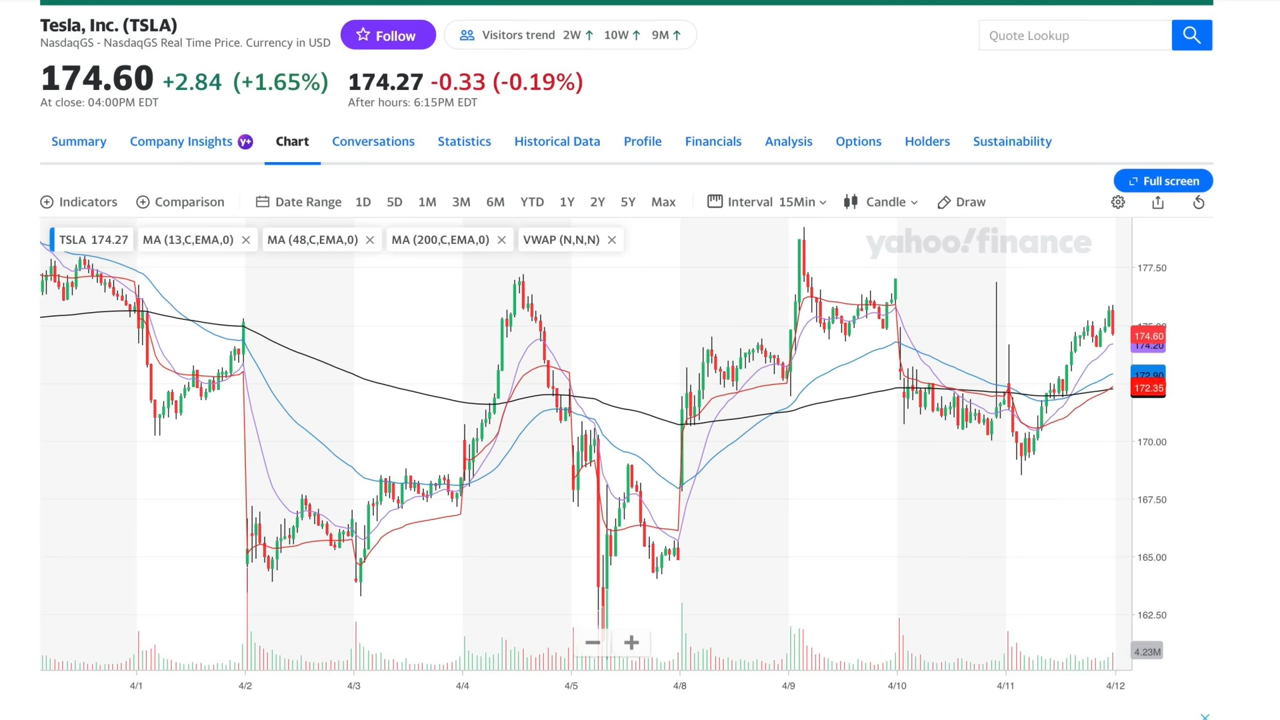 Tesla, Inc. (TSLA)
NasdaqGS - NasdaqGS Real Time Price. Currency in USD
Follow
Visitors trend 2W ↑ 10W ↑ 9M ↑
Quote Lookup
174.60 +2.84 (+1.65%)
At close: 04:00PM EDT
174.27 -0.33 (-0.19%)
After hours: 6:15PM EDT
Summary Company Insights Y+ Chart Conversations Statistics Historical Data Profile Financials Analysis Options Holders Sustainability
Full screen
Indicators Comparison Date Range 1D 5D 1M 3M 6M YTD 1Y 2Y 5Y Max Interval 15Min Candle Draw
TSLA 174.27 MA (13,C,EMA,0) MA (48,C,EMA,0) MA (200,C,EMA,0) VWAP (N,N,N)
yahoo!finance
177.50
175.00
174.60
174.20
172.90
172.35
170.00
167.50
165.00
162.50
4.23M
4/1 4/2 4/3 4/4 4/5 4/8 4/9 4/10 4/11 4/12